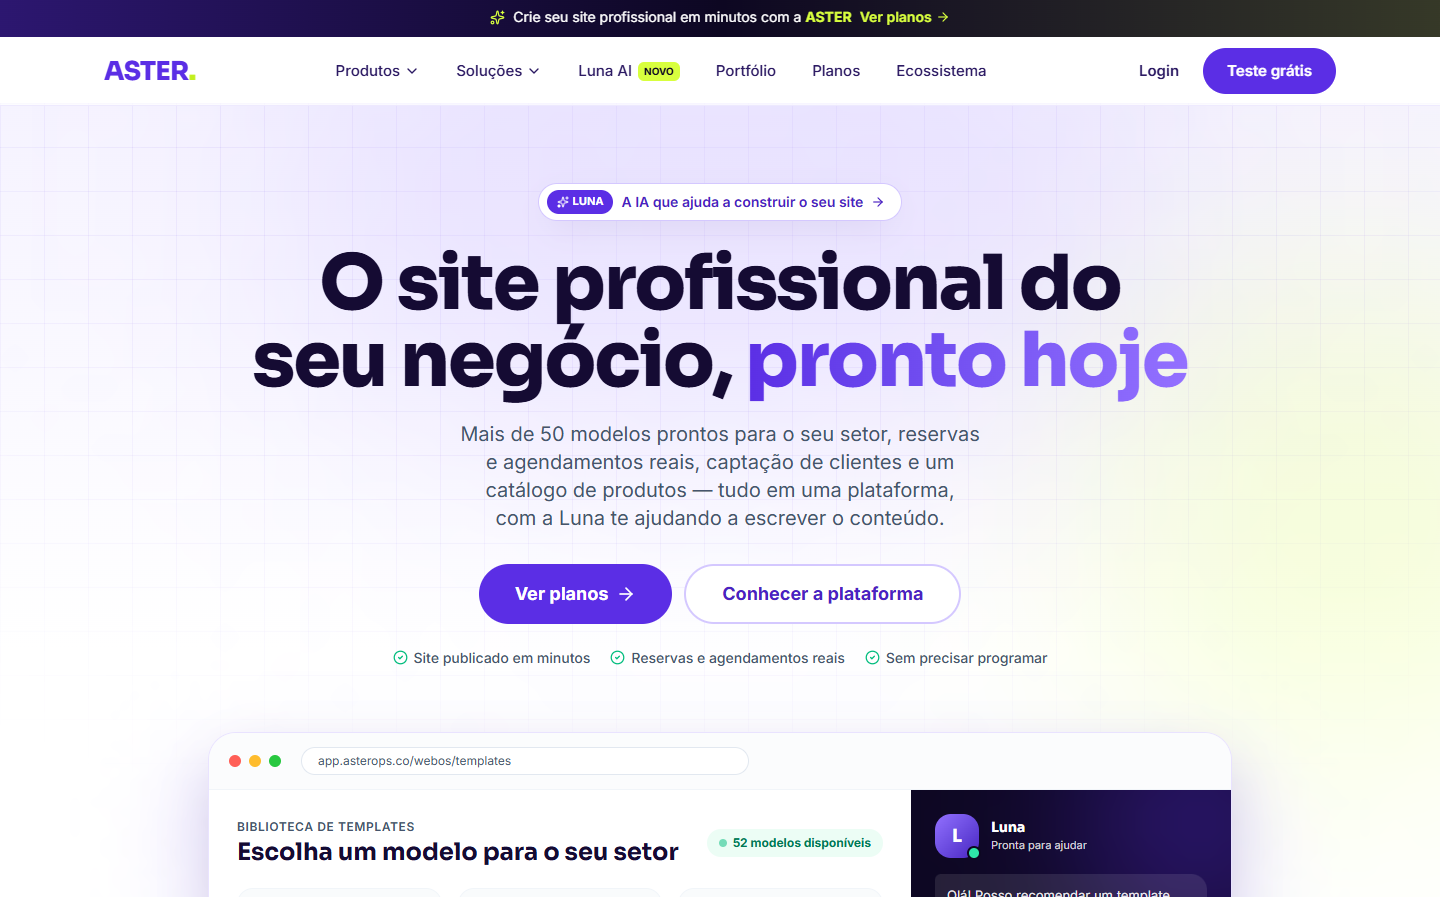 Crie seu site profissional em minutos com a ASTER Ver planos →
ASTER.
Produtos
Soluções
Luna AI NOVO
Portfólio
Planos
Ecossistema
Login
Teste grátis
LUNA A IA que ajuda a construir o seu site →
O site profissional do
seu negócio, pronto hoje
Mais de 50 modelos prontos para o seu setor, reservas
e agendamentos reais, captação de clientes e um
catálogo de produtos — tudo em uma plataforma,
com a Luna te ajudando a escrever o conteúdo.
Ver planos →
Conhecer a plataforma
Site publicado em minutos
Reservas e agendamentos reais
Sem precisar programar
app.asterops.co/webos/templates
BIBLIOTECA DE TEMPLATES
Escolha um modelo para o seu setor
52 modelos disponíveis
L
Luna
Pronta para ajudar
Olá! Posso recomendar um template